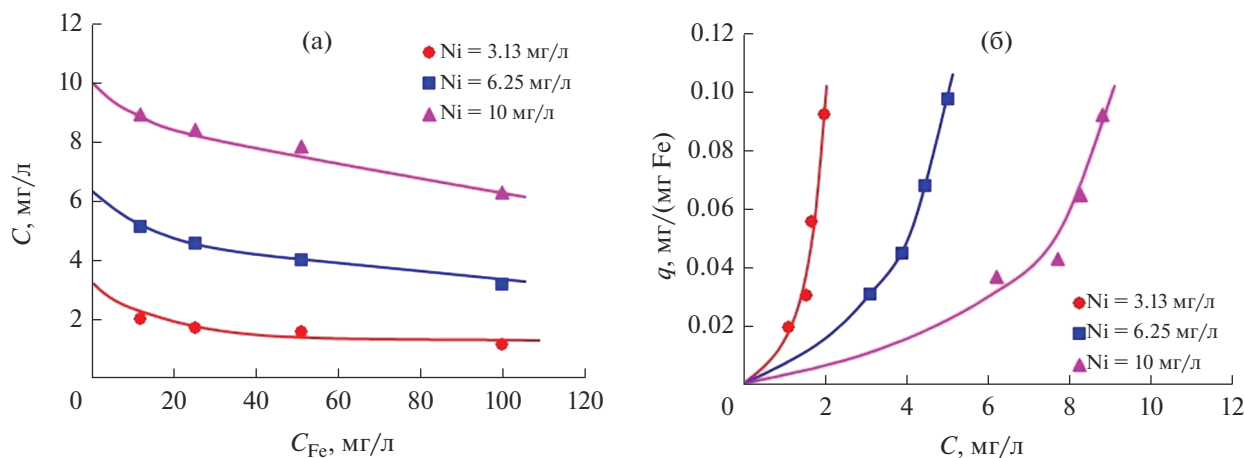 (а)
12
10
8
6
4
2
0
20
40
60
80
100
120
C, мг/л
C_Fe, мг/л
Ni = 3.13 мг/л
Ni = 6.25 мг/л
Ni = 10 мг/л
(б)
0.12
0.10
0.08
0.06
0.04
0.02
0
2
4
6
8
10
12
q, мг/(мг Fe)
C, мг/л
Ni = 3.13 мг/л
Ni = 6.25 мг/л
Ni = 10 мг/л